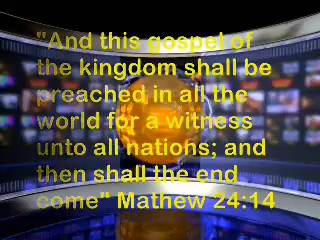 "And this gospel of
the kingdom shall be
preached in all the
world for a witness
unto all nations; and
then shall the end
come" Mathew 24:14